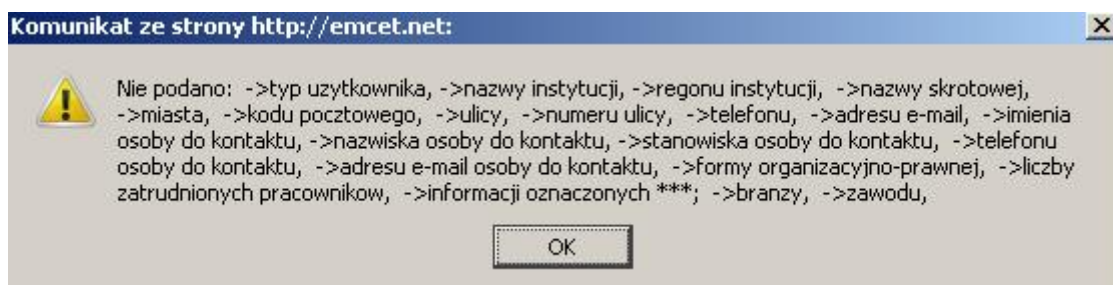 Komunikat ze strony http://emcet.net:
Nie podano: ->typ uzytkownika, ->nazwy instytucji, ->regonu instytucji, ->nazwy skrotowej,
->miasta, ->kodu pocztowego, ->ulicy, ->numeru ulicy, ->telefonu, ->adresu e-mail, ->imienia
osoby do kontaktu, ->nazwiska osoby do kontaktu, ->stanowiska osoby do kontaktu, ->telefonu
osoby do kontaktu, ->adresu e-mail osoby do kontaktu, ->formy organizacyjno-prawnej, ->liczby
zatrudnionych pracownikow, ->informacji oznaczonych ***; ->branzy, ->zawodu,
OK